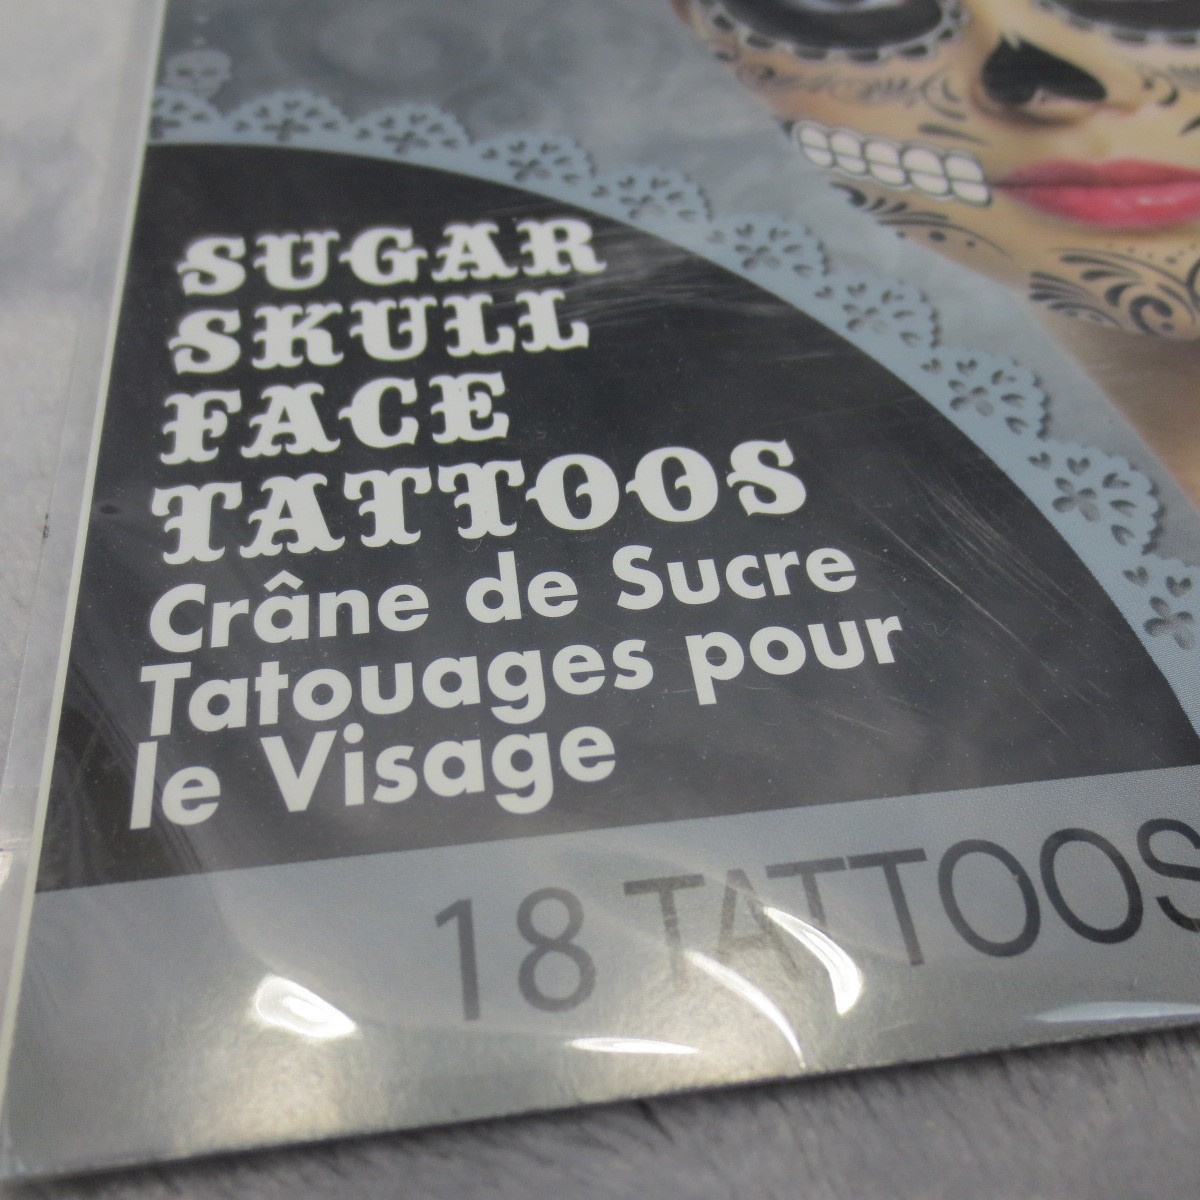 SUGAR
SKULL
FACE
TATTOOS
Crâne de Sucre
Tatouages pour
le Visage
18 TATTOOS